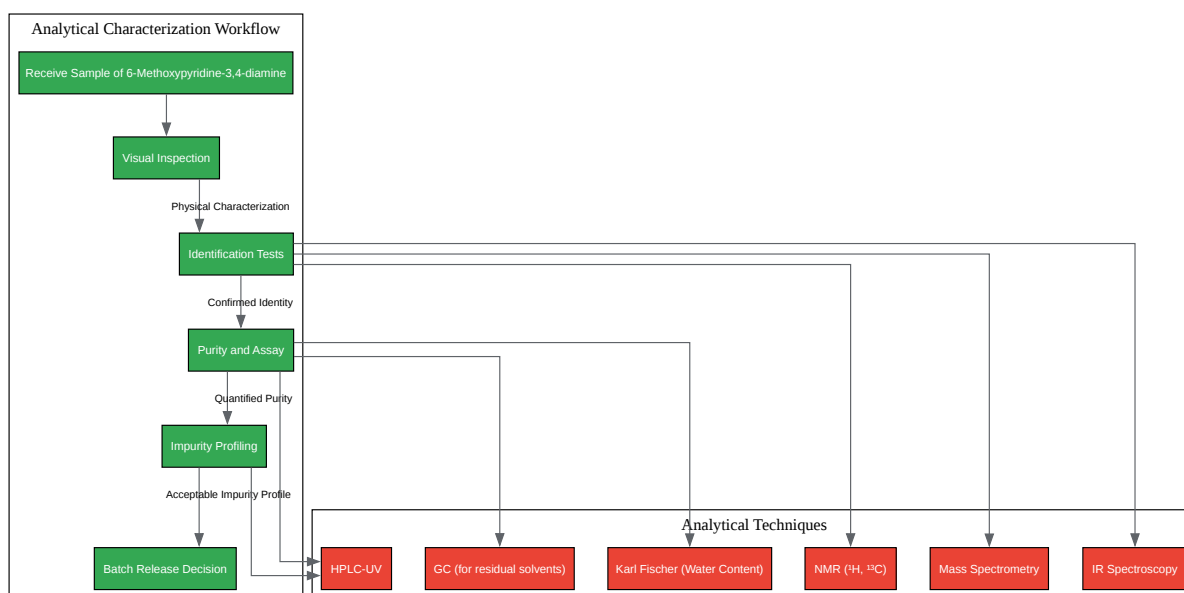 Analytical Characterization Workflow
Receive Sample of 6-Methoxypyridine-3,4-diamine
Visual Inspection
Physical Characterization
Identification Tests
Confirmed Identity
Purity and Assay
Quantified Purity
Impurity Profiling
Acceptable Impurity Profile
Batch Release Decision
Analytical Techniques
HPLC-UV
GC (for residual solvents)
Karl Fischer (Water Content)
NMR (¹H, ¹³C)
Mass Spectrometry
IR Spectroscopy